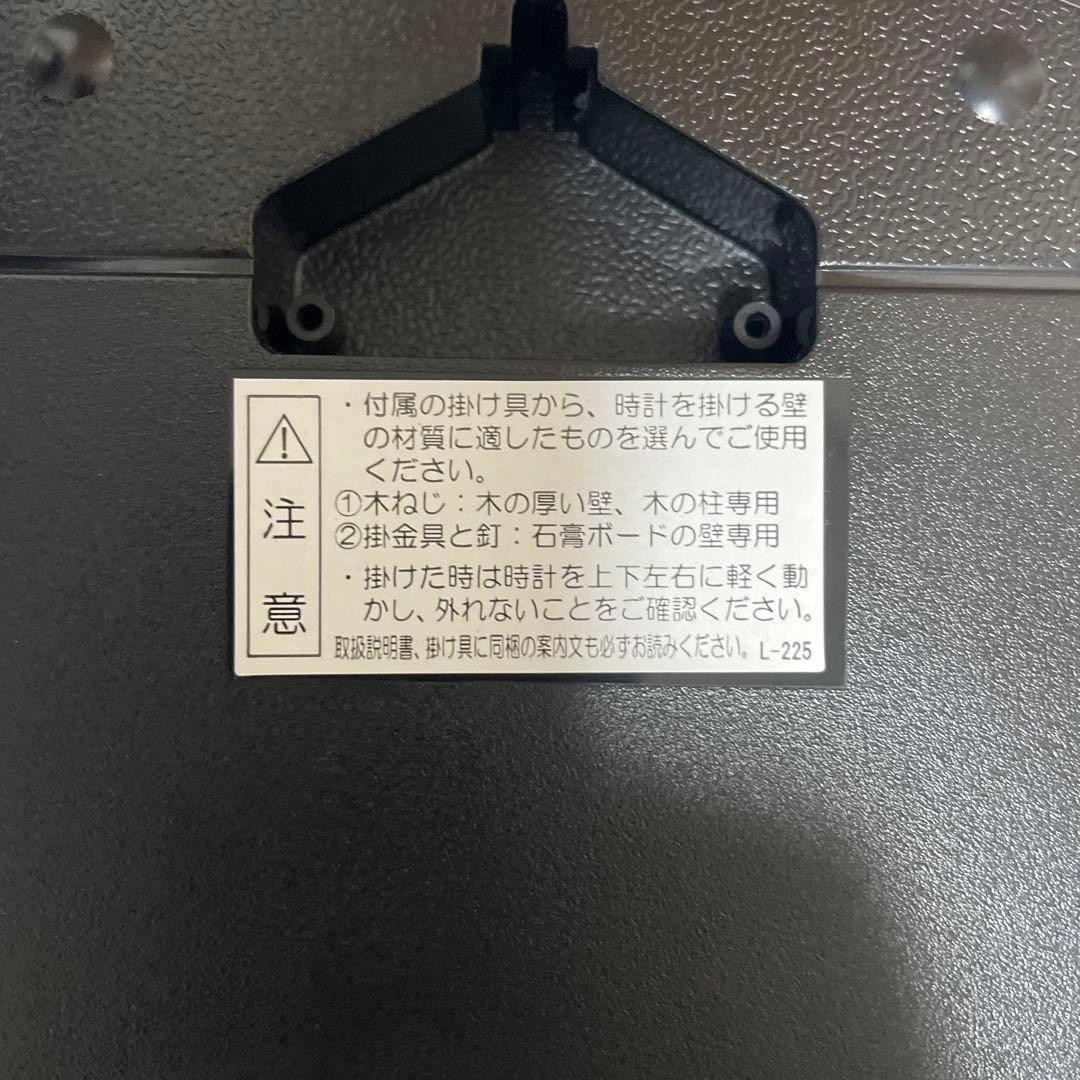 注意
・付属の掛け具から、時計を掛ける壁
の材質に適したものを選んでご使用
ください。
①木ねじ：木の厚い壁、木の柱専用
②掛金具と釘：石膏ボードの壁専用
・掛けた時は時計を上下左右に軽く動
かし、外れないことをご確認ください。
取扱説明書、掛け具に同梱の案内文も必ずお読みください。L-225